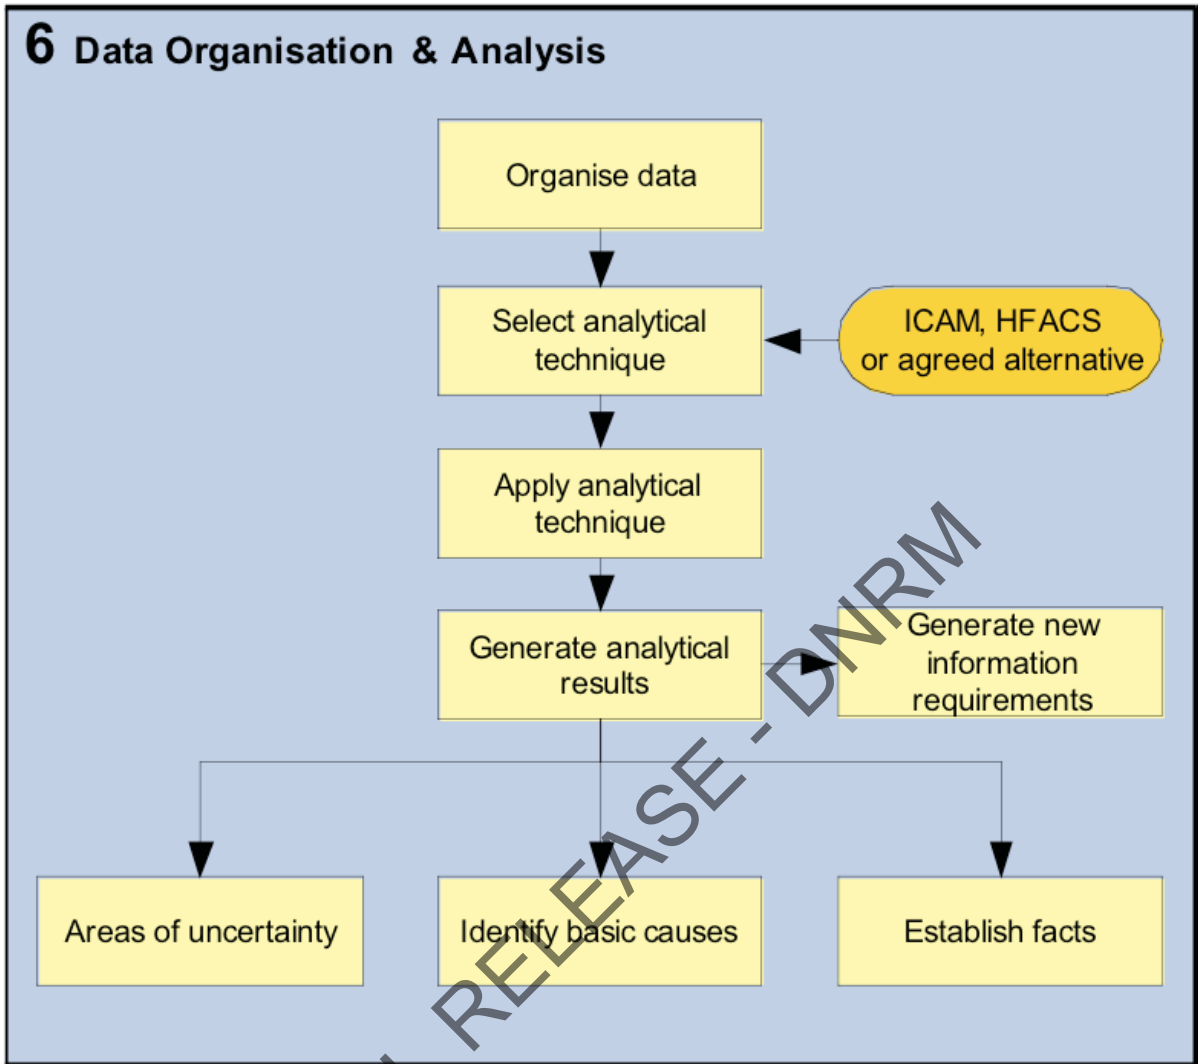 6 Data Organisation & Analysis
Organise data
Select analytical
technique
ICAM, HFACS
or agreed alternative
Apply analytical
technique
Generate analytical
results
Generate new
information
requirements
Areas of uncertainty
Identify basic causes
Establish facts
RELEASE - DNRM